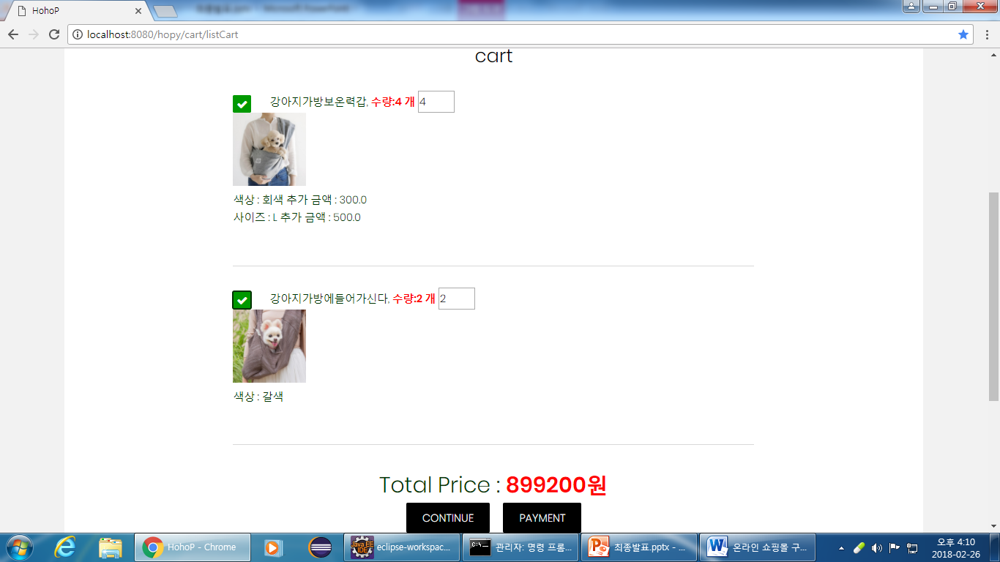 HohoP
localhost:8080/hopy/cart/listCart
cart
강아지가방보온력갑, 수량:4 개 4
색상 : 회색 추가 금액 : 300.0
사이즈 : L 추가 금액 : 500.0
강아지가방에들어가신다, 수량:2 개 2
색상 : 갈색
Total Price : 899200원
CONTINUE PAYMENT
HohoP - Chrome
Java EE IDE
eclipse-workspac...
C:\
관리자: 명령 프롬...
최종발표.pptx - ...
온라인 쇼핑몰 구...
오후 4:10
2018-02-26